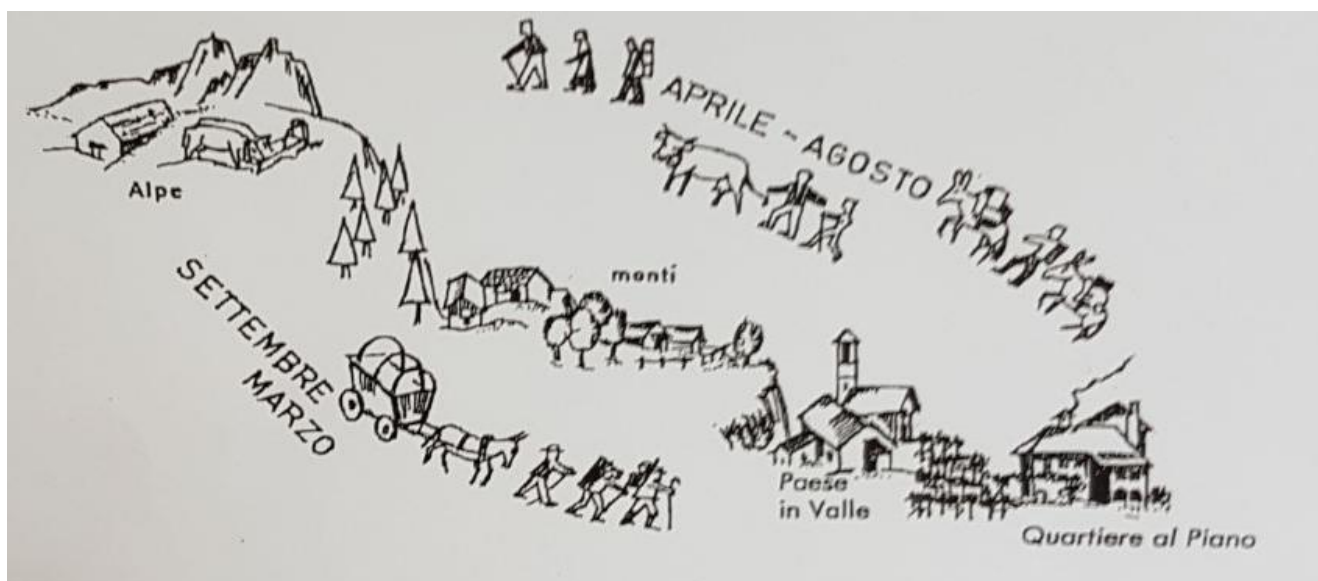 APRILE - AGOSTO
Alpe
SETTEMBRE
MARZO
monti
Paese
in Valle
Quartiere al Piano